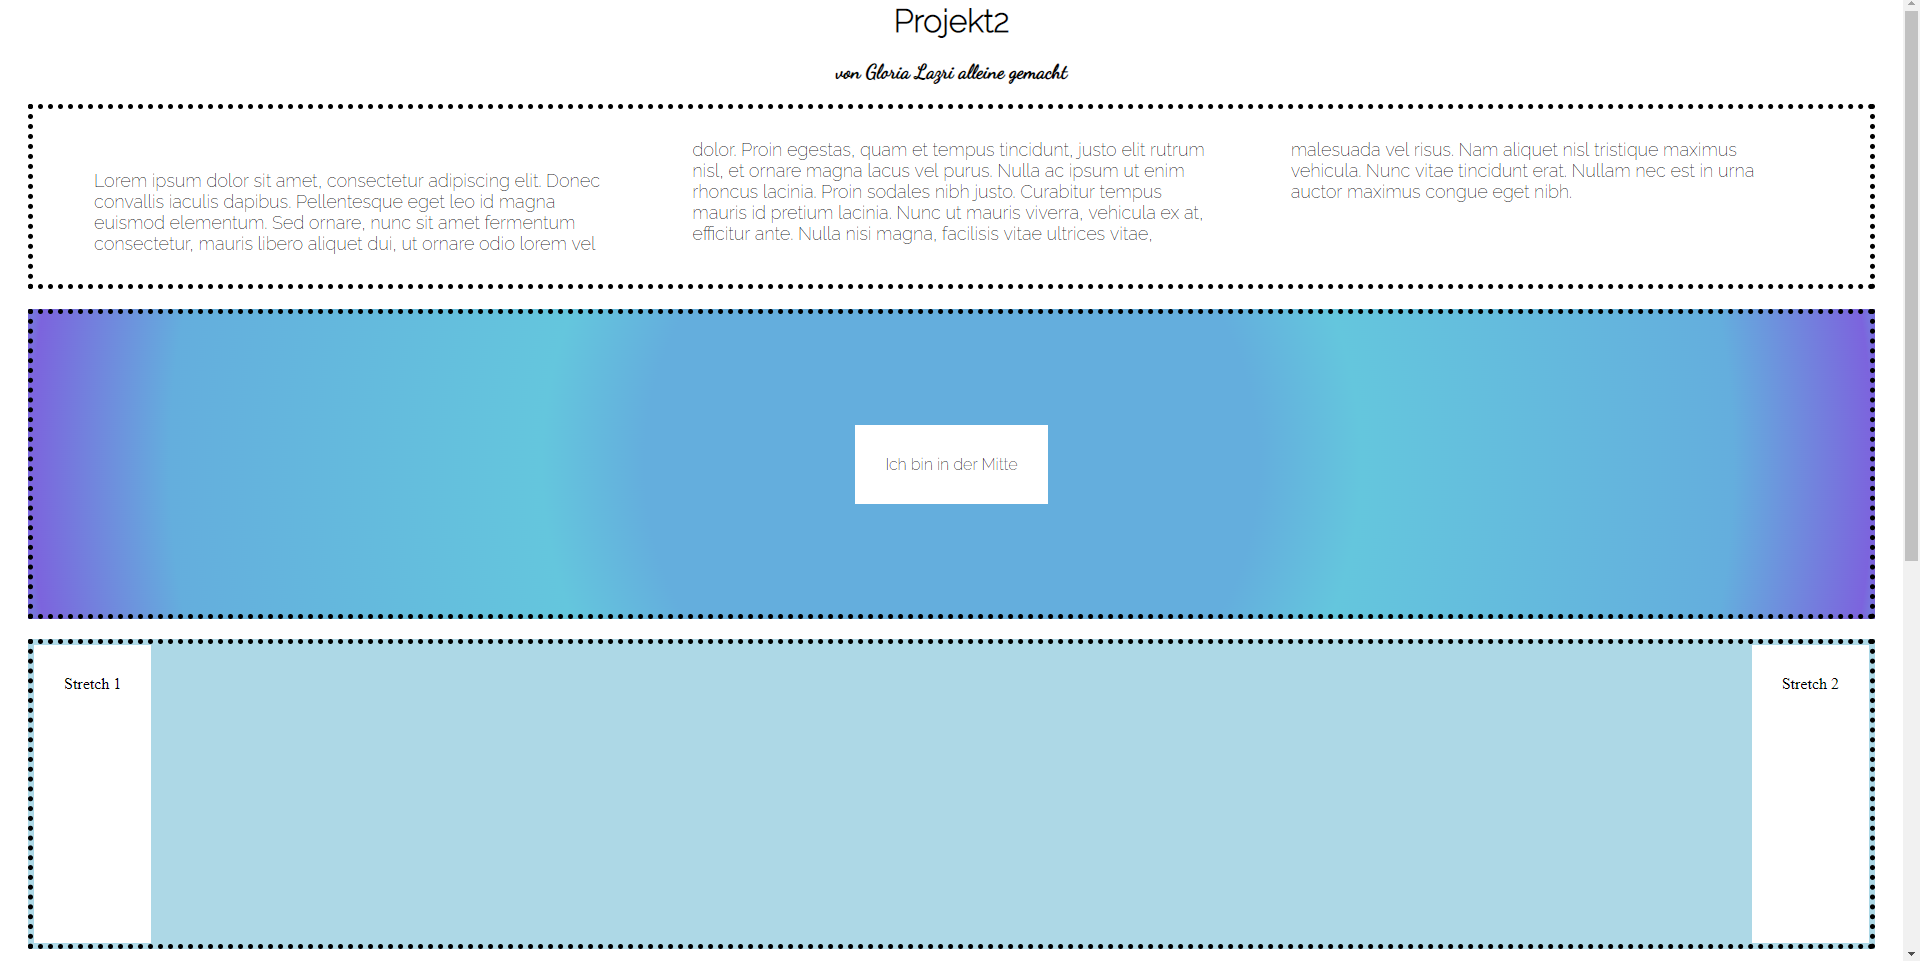 Projekt2
von Gloria Lazri alleine gemacht
Lorem ipsum dolor sit amet, consectetur adipiscing elit. Donec
convallis iaculis dapibus. Pellentesque eget leo id magna
euismod elementum. Sed ornare, nunc sit amet fermentum
consectetur, mauris libero aliquet dui, ut ornare odio lorem vel
dolor. Proin egestas, quam et tempus tincidunt, justo elit rutrum
nisl, et ornare magna lacus vel purus. Nulla ac ipsum ut enim
rhoncus lacinia. Proin sodales nibh justo. Curabitur tempus
mauris id pretium lacinia. Nunc ut mauris viverra, vehicula ex at,
efficitur ante. Nulla nisi magna, facilisis vitae ultrices vitae,
malesuada vel risus. Nam aliquet nisl tristique maximus
vehicula. Nunc vitae tincidunt erat. Nullam nec est in urna
auctor maximus congue eget nibh.
Ich bin in der Mitte
Stretch 1
Stretch 2